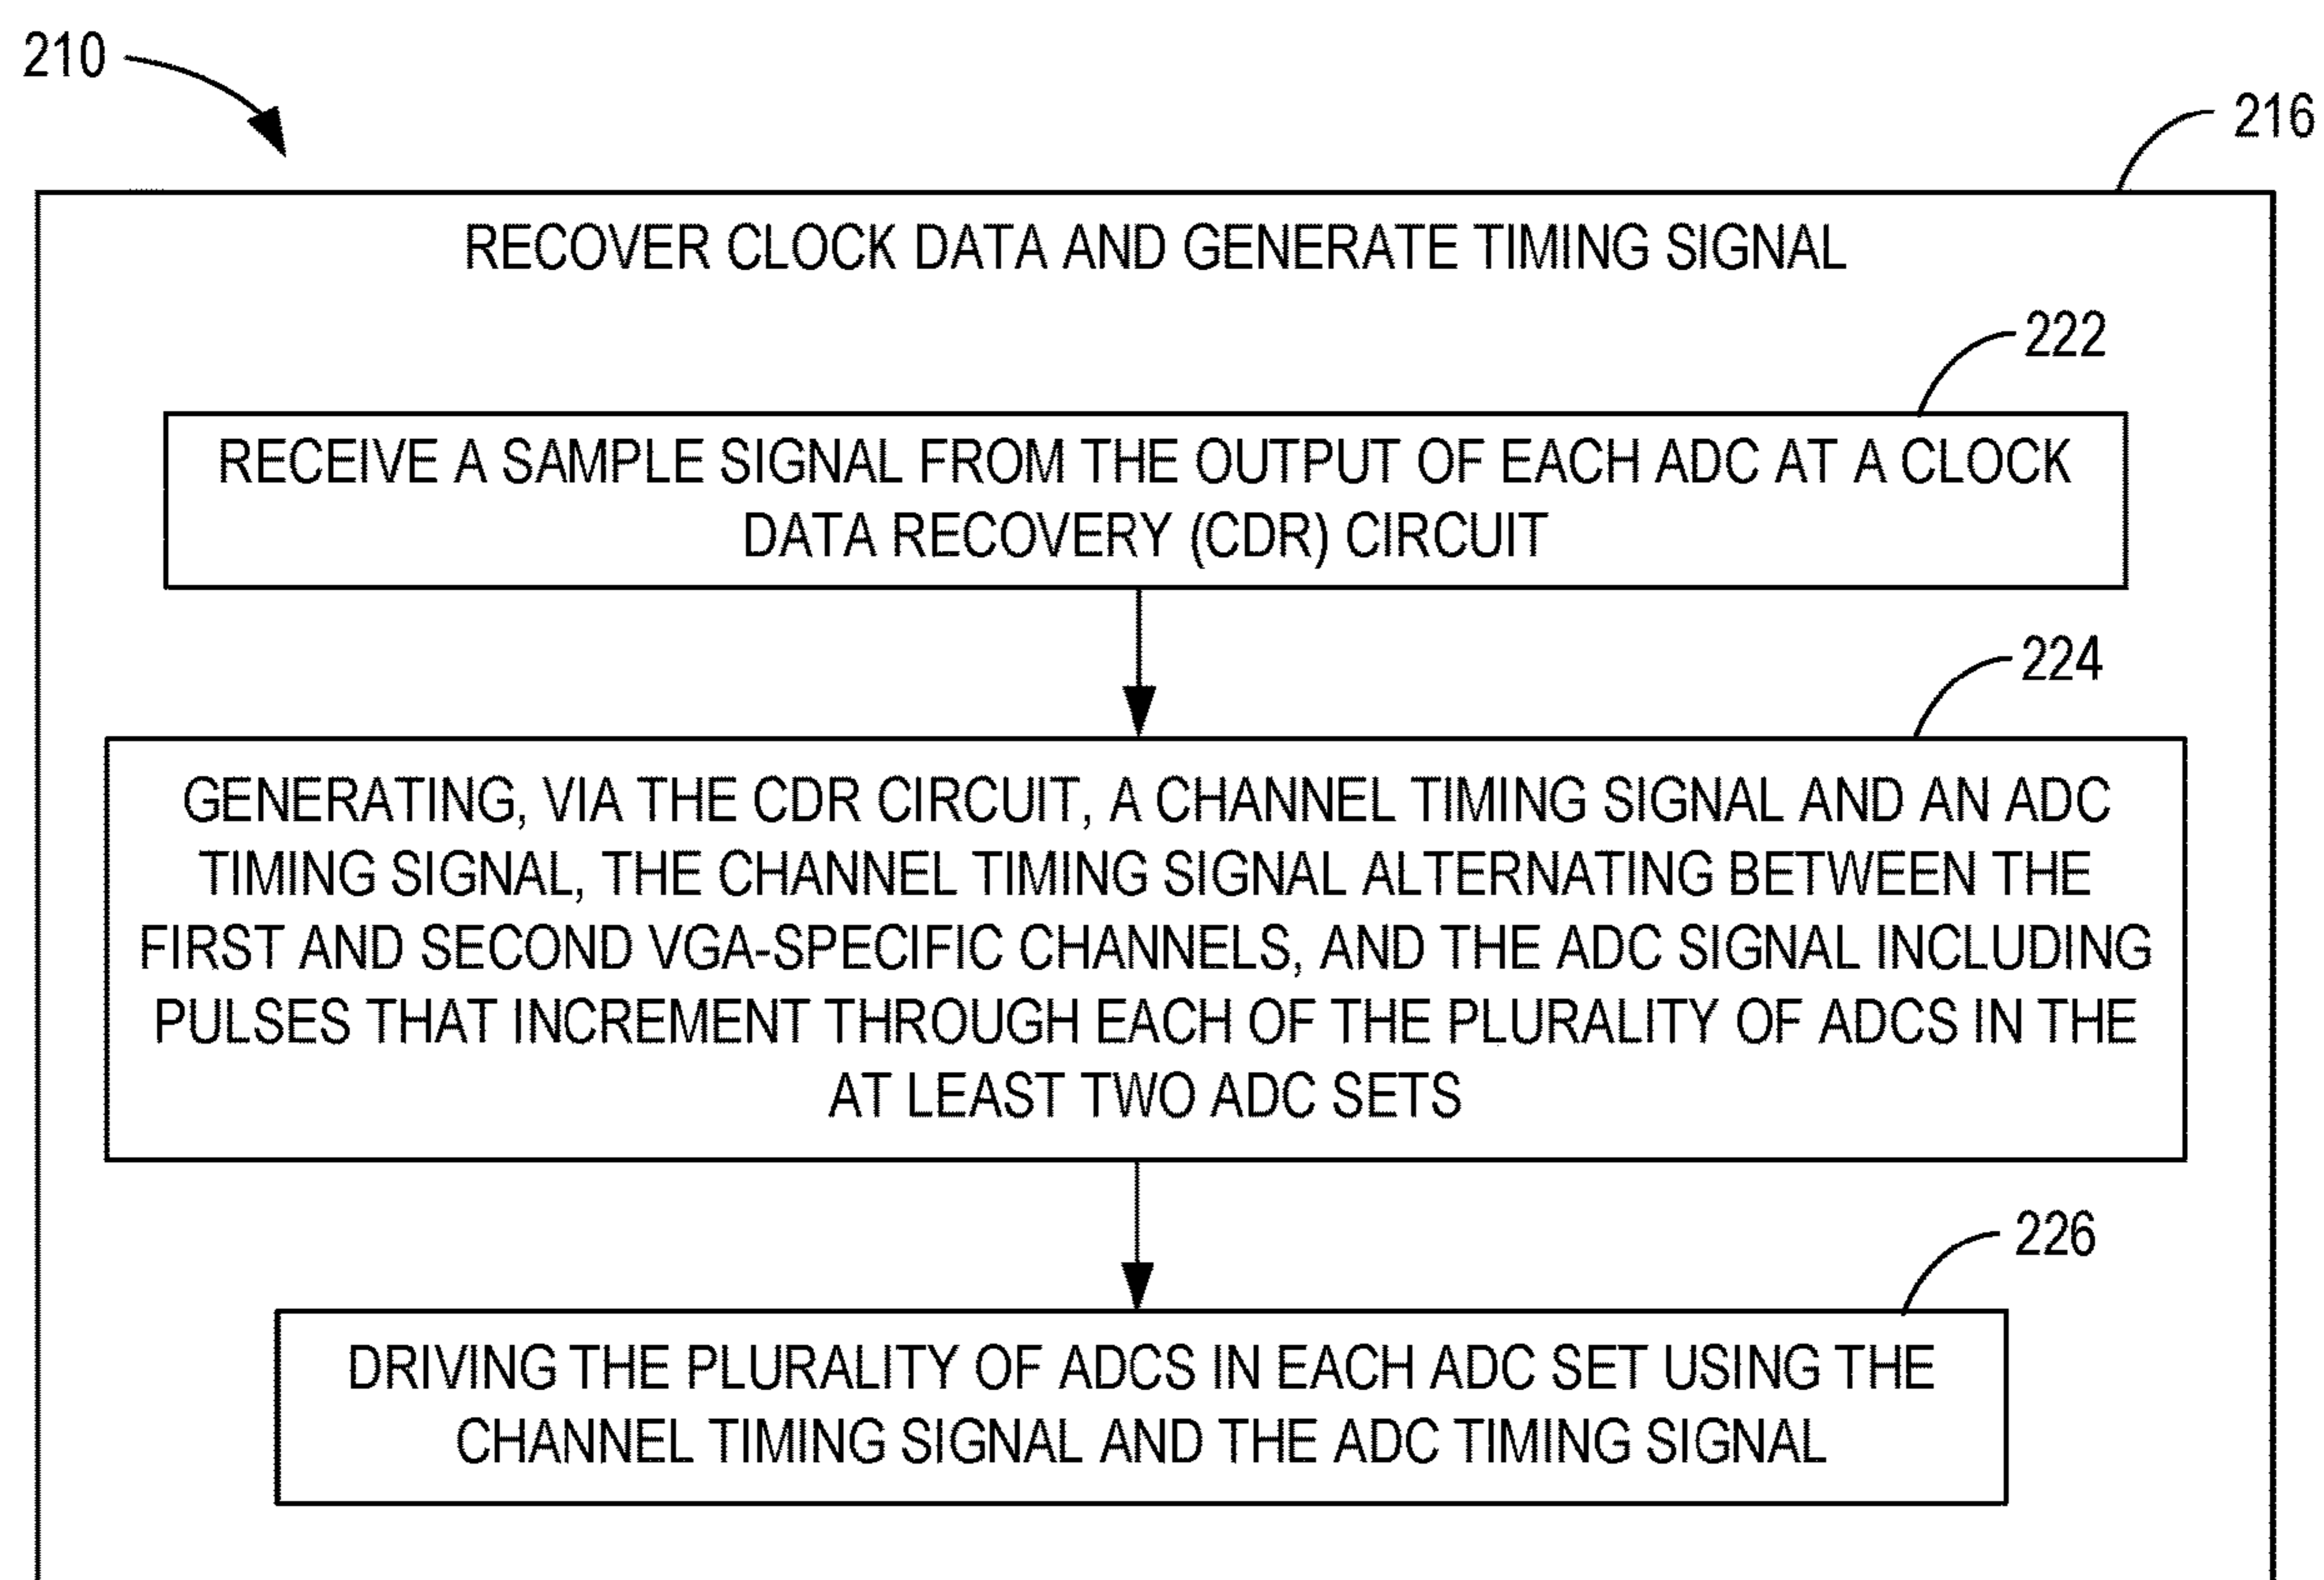 210
216
RECOVER CLOCK DATA AND GENERATE TIMING SIGNAL
222
RECEIVE A SAMPLE SIGNAL FROM THE OUTPUT OF EACH ADC AT A CLOCK
DATA RECOVERY (CDR) CIRCUIT
224
GENERATING, VIA THE CDR CIRCUIT, A CHANNEL TIMING SIGNAL AND AN ADC
TIMING SIGNAL, THE CHANNEL TIMING SIGNAL ALTERNATING BETWEEN THE
FIRST AND SECOND VGA-SPECIFIC CHANNELS, AND THE ADC SIGNAL INCLUDING
PULSES THAT INCREMENT THROUGH EACH OF THE PLURALITY OF ADCS IN THE
AT LEAST TWO ADC SETS
226
DRIVING THE PLURALITY OF ADCS IN EACH ADC SET USING THE
CHANNEL TIMING SIGNAL AND THE ADC TIMING SIGNAL